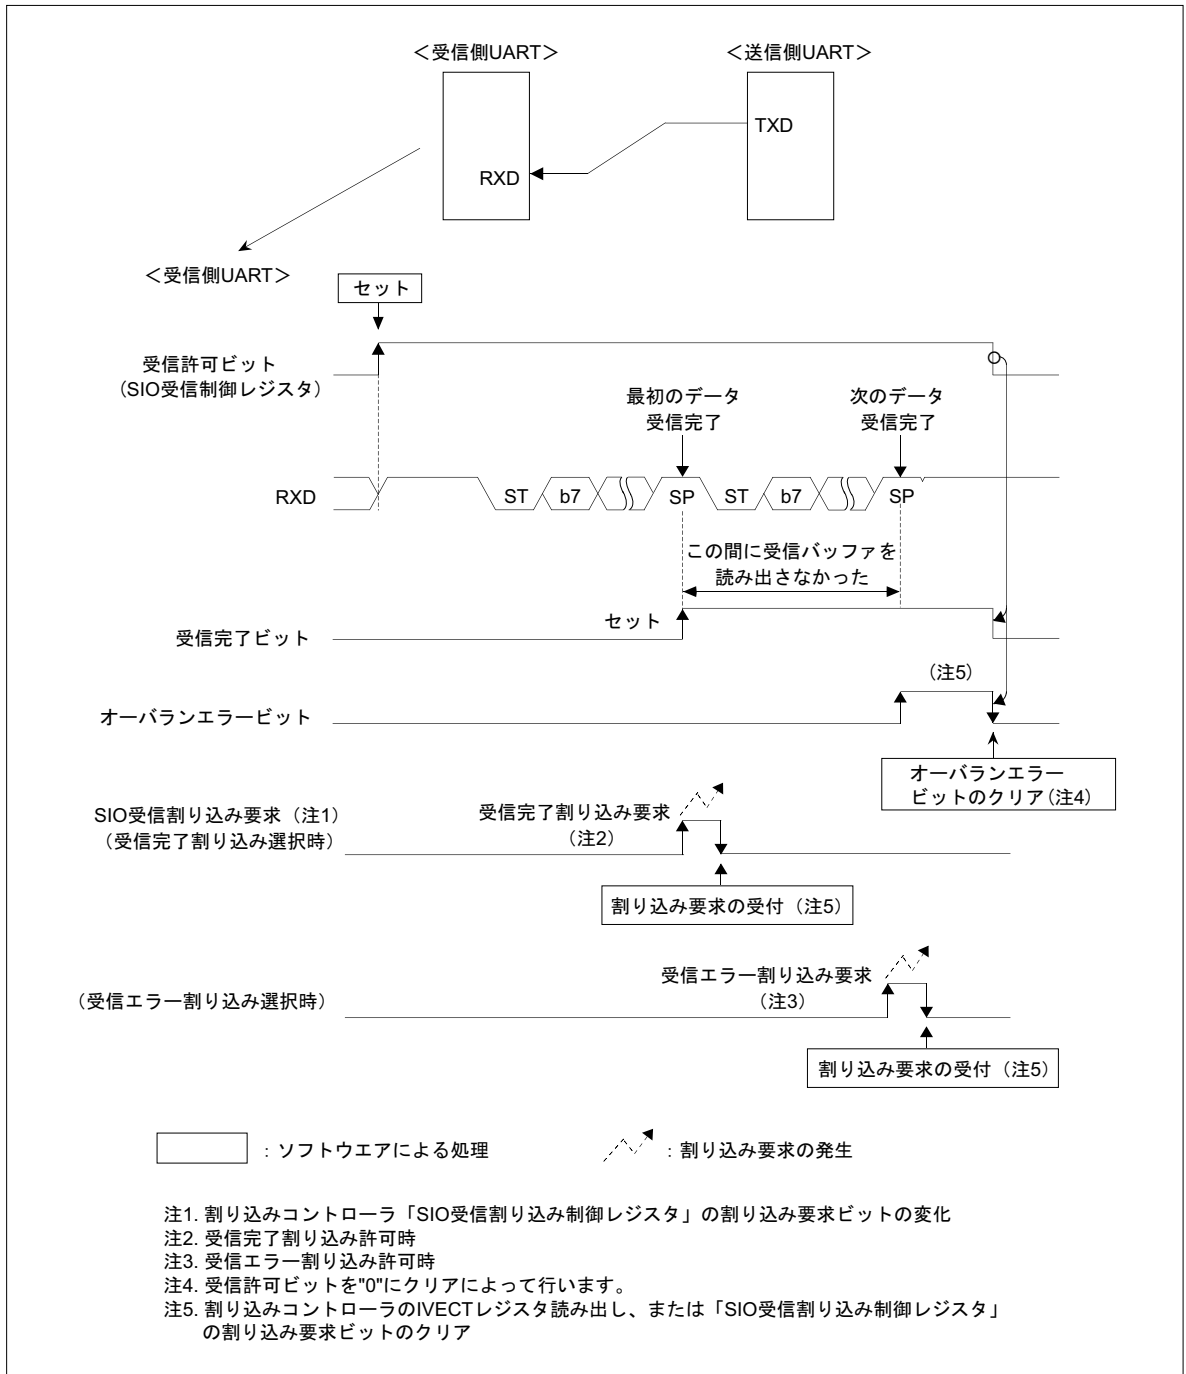 ＜受信側UART＞
＜送信側UART＞
TXD
RXD
＜受信側UART＞
セット
受信許可ビット
（SIO受信制御レジスタ）
最初のデータ
受信完了
次のデータ
受信完了
RXD
ST
b7
SP
ST
b7
SP
この間に受信バッファを
読み出さなかった
セット
受信完了ビット
（注5）
オーバランエラービット
オーバランエラー
ビットのクリア（注4）
SIO受信割り込み要求（注1）
（受信完了割り込み選択時）
受信完了割り込み要求
（注2）
割り込み要求の受付（注5）
受信エラー割り込み要求
（注3）
（受信エラー割り込み選択時）
割り込み要求の受付（注5）
：ソフトウエアによる処理
：割り込み要求の発生
注1. 割り込みコントローラ「SIO受信割り込み制御レジスタ」の割り込み要求ビットの変化
注2. 受信完了割り込み許可時
注3. 受信エラー割り込み許可時
注4. 受信許可ビットを"0"にクリアによって行います。
注5. 割り込みコントローラのIVECTレジスタ読み出し、または「SIO受信割り込み制御レジスタ」
の割り込み要求ビットのクリア